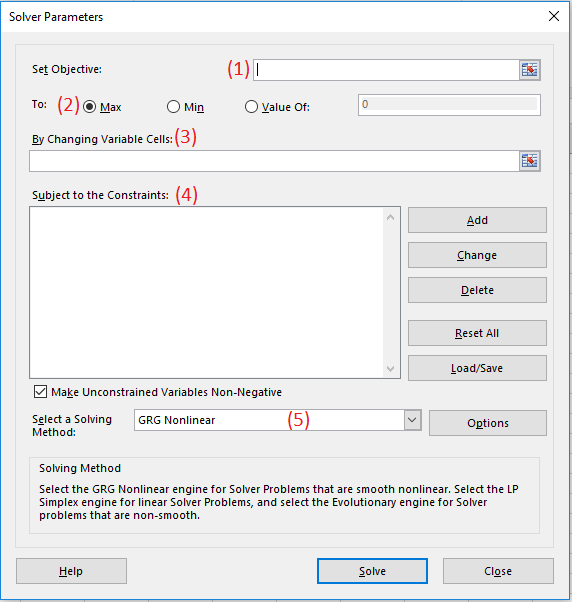 Solver Parameters
Set Objective: (1)
To: (2) Max Min Value Of: 0
By Changing Variable Cells: (3)
Subject to the Constraints: (4)
Add
Change
Delete
Reset All
Load/Save
Make Unconstrained Variables Non-Negative
Select a Solving
Method:
GRG Nonlinear (5)
Options
Solving Method
Select the GRG Nonlinear engine for Solver Problems that are smooth nonlinear. Select the LP
Simplex engine for linear Solver Problems, and select the Evolutionary engine for Solver
problems that are non-smooth.
Help
Solve
Close